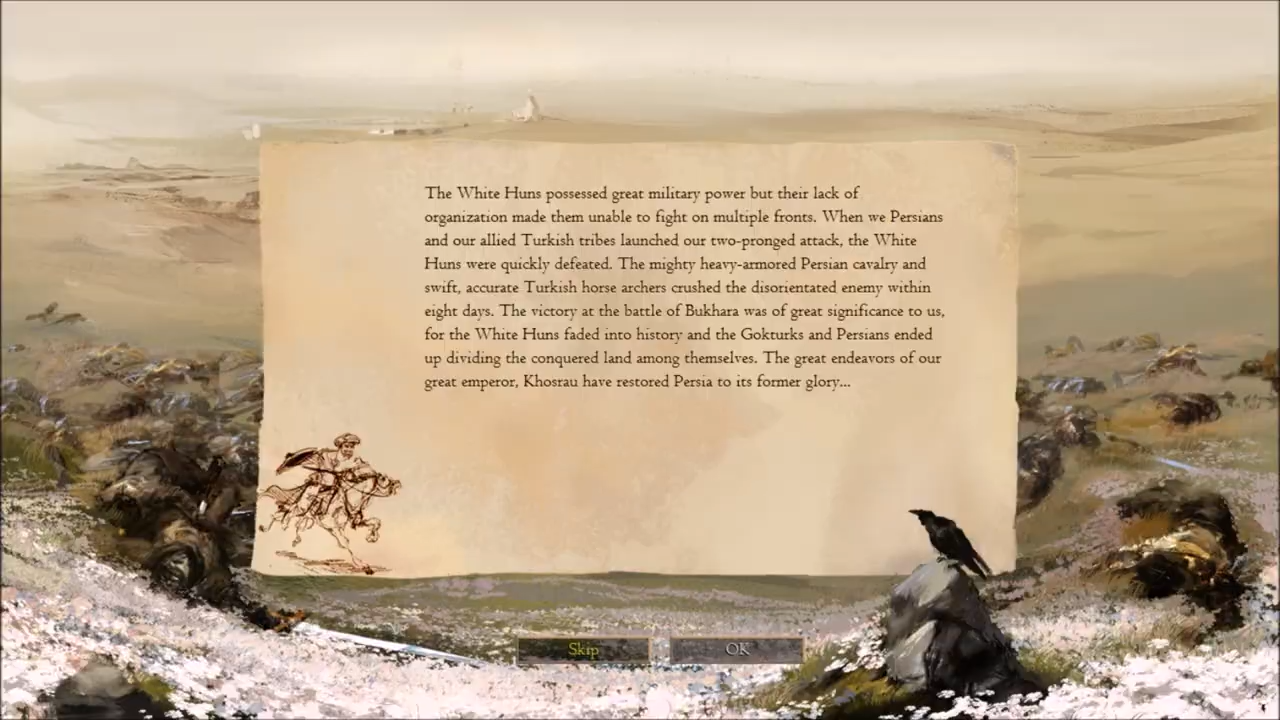 The White Huns possessed great military power but their lack of
organization made them unable to fight on multiple fronts. When we Persians
and our allied Turkish tribes launched our two-pronged attack, the White
Huns were quickly defeated. The mighty heavy-armored Persian cavalry and
swift, accurate Turkish horse archers crushed the disorientated enemy within
eight days. The victory at the battle of Bukhara was of great significance to us,
for the White Huns faded into history and the Gokturks and Persians ended
up dividing the conquered land among themselves. The great endeavors of our
great emperor, Khosrau have restored Persia to its former glory...
Skip
OK